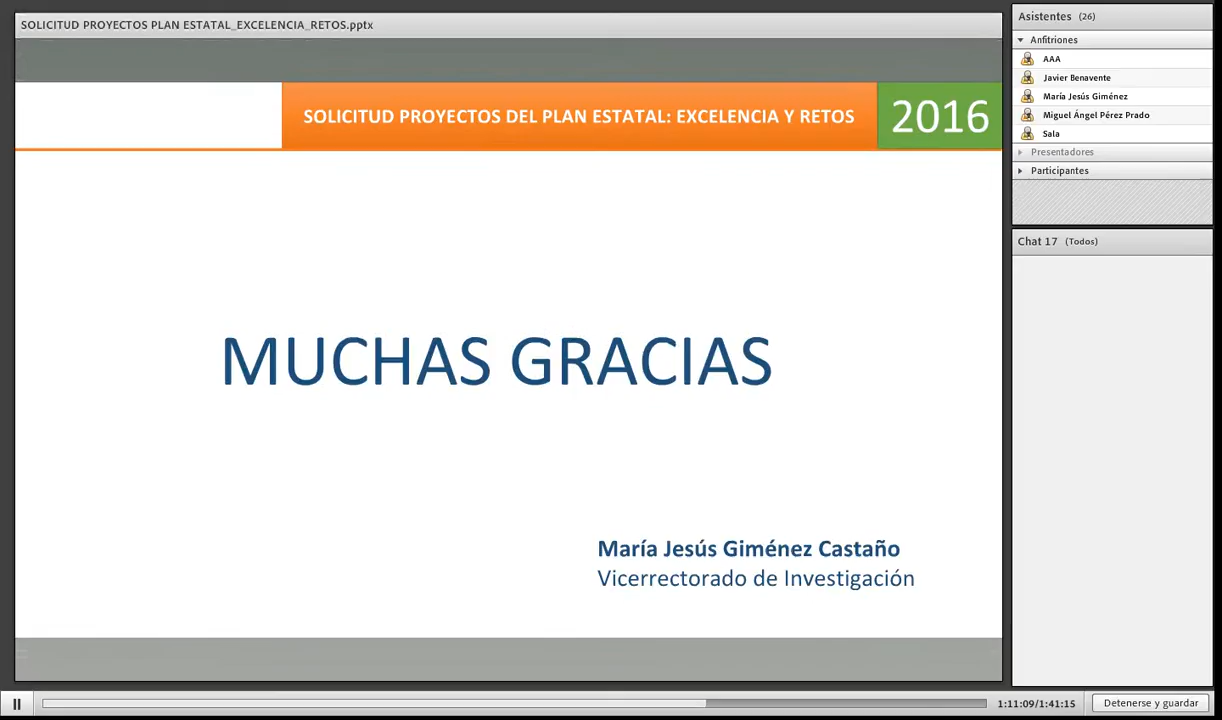 SOLICITUD PROYECTOS PLAN ESTATAL_EXCELENCIA_RETOS.pptx
SOLICITUD PROYECTOS DEL PLAN ESTATAL: EXCELENCIA Y RETOS
2016
MUCHAS GRACIAS
María Jesús Giménez Castaño
Vicerrectorado de Investigación
Asistentes (26)
Anfitriones
AAA
Javier Benavente
María Jesús Giménez
Miguel Ángel Pérez Prado
Sala
Presentadores
Participantes
Chat 17 (Todos)
1:11:09/1:41:15
Detenerse y guardar